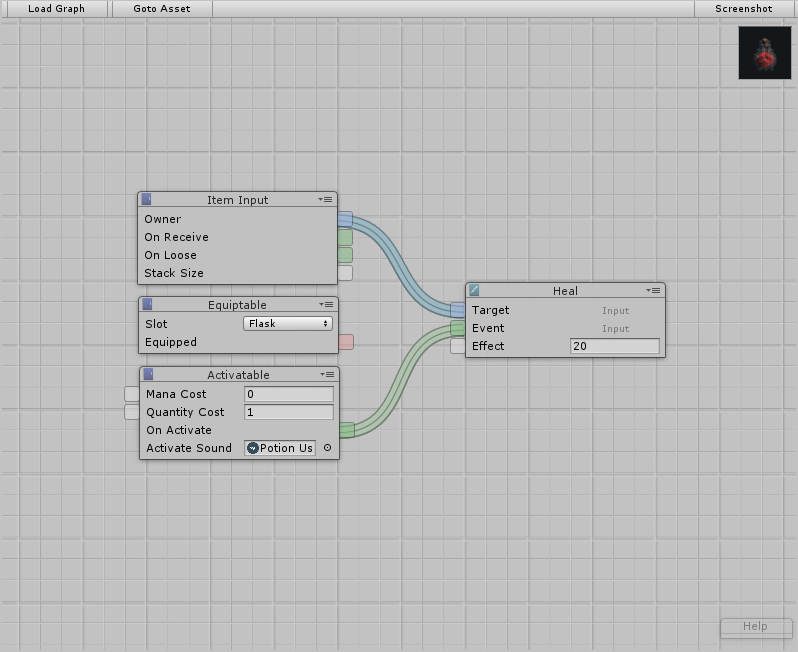 Load Graph
Goto Asset
Screenshot
Item Input
Owner
On Receive
On Loose
Stack Size
Equiptable
Slot Flask
Equipped
Activatable
Mana Cost 0
Quantity Cost 1
On Activate
Activate Sound Potion Us
Heal
Target Input
Event Input
Effect 20
Help